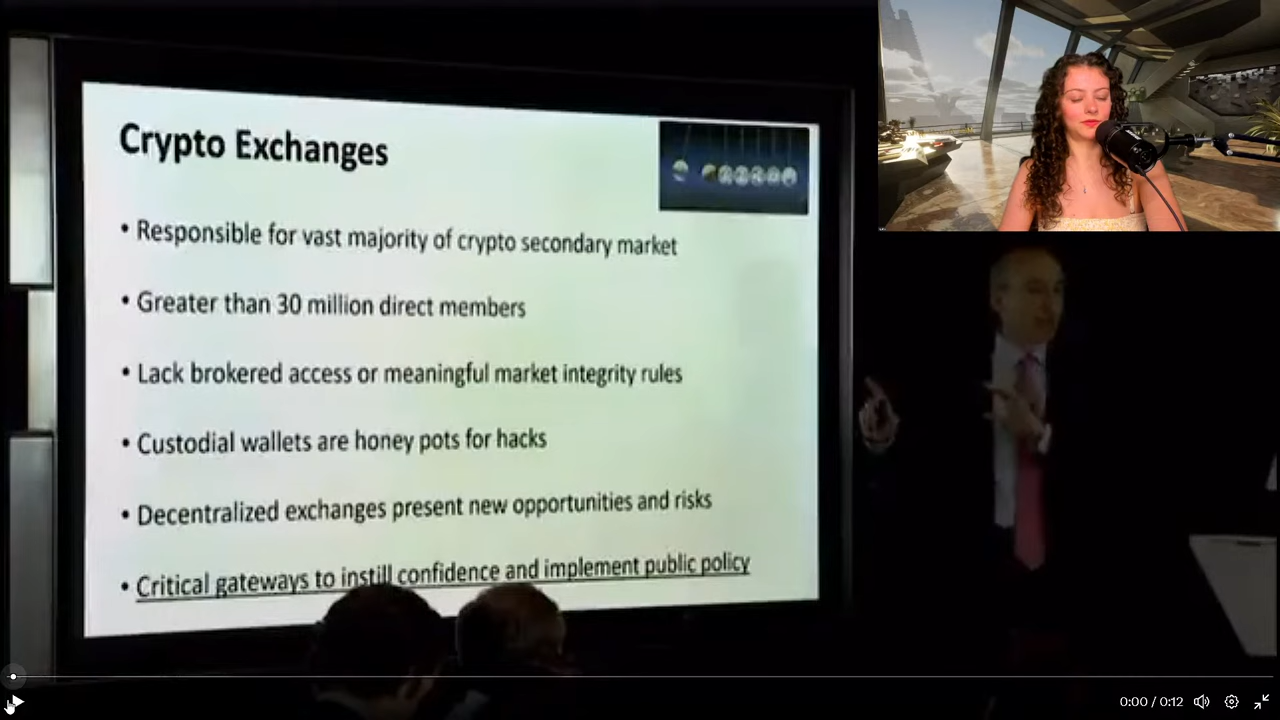 Crypto Exchanges
• Responsible for vast majority of crypto secondary market
• Greater than 30 million direct members
• Lack brokered access or meaningful market integrity rules
• Custodial wallets are honey pots for hacks
• Decentralized exchanges present new opportunities and risks
• Critical gateways to instill confidence and implement public policy
0:00 / 0:12